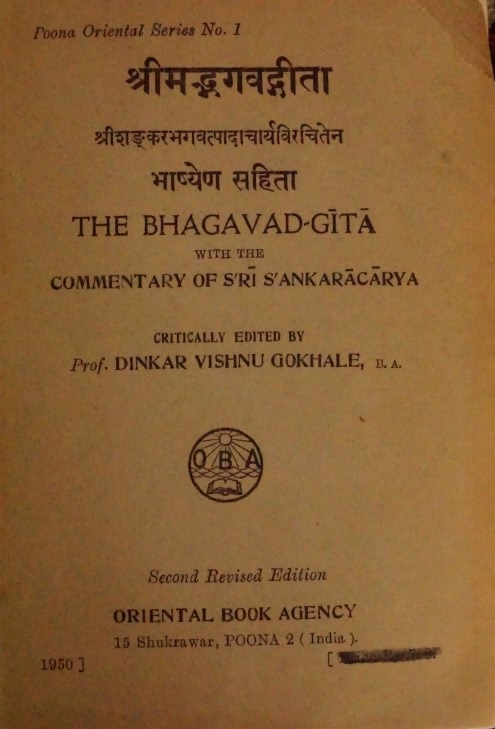 Poona Oriental Series No. 1
श्रीमद्भगवद्गीता
श्रीशङ्करभगवत्पादाचार्यविरचितेन
भाष्येण सहिता
THE BHAGAVAD-GĪTĀ
WITH THE
COMMENTARY OF S'RĪ S'ANKARĀCĀRYA
CRITICALLY EDITED BY
Prof. DINKAR VISHNU GOKHALE, B. A.
O B A
Second Revised Edition
ORIENTAL BOOK AGENCY
15 Shukrawar, POONA 2 ( India ).
1950 ] [